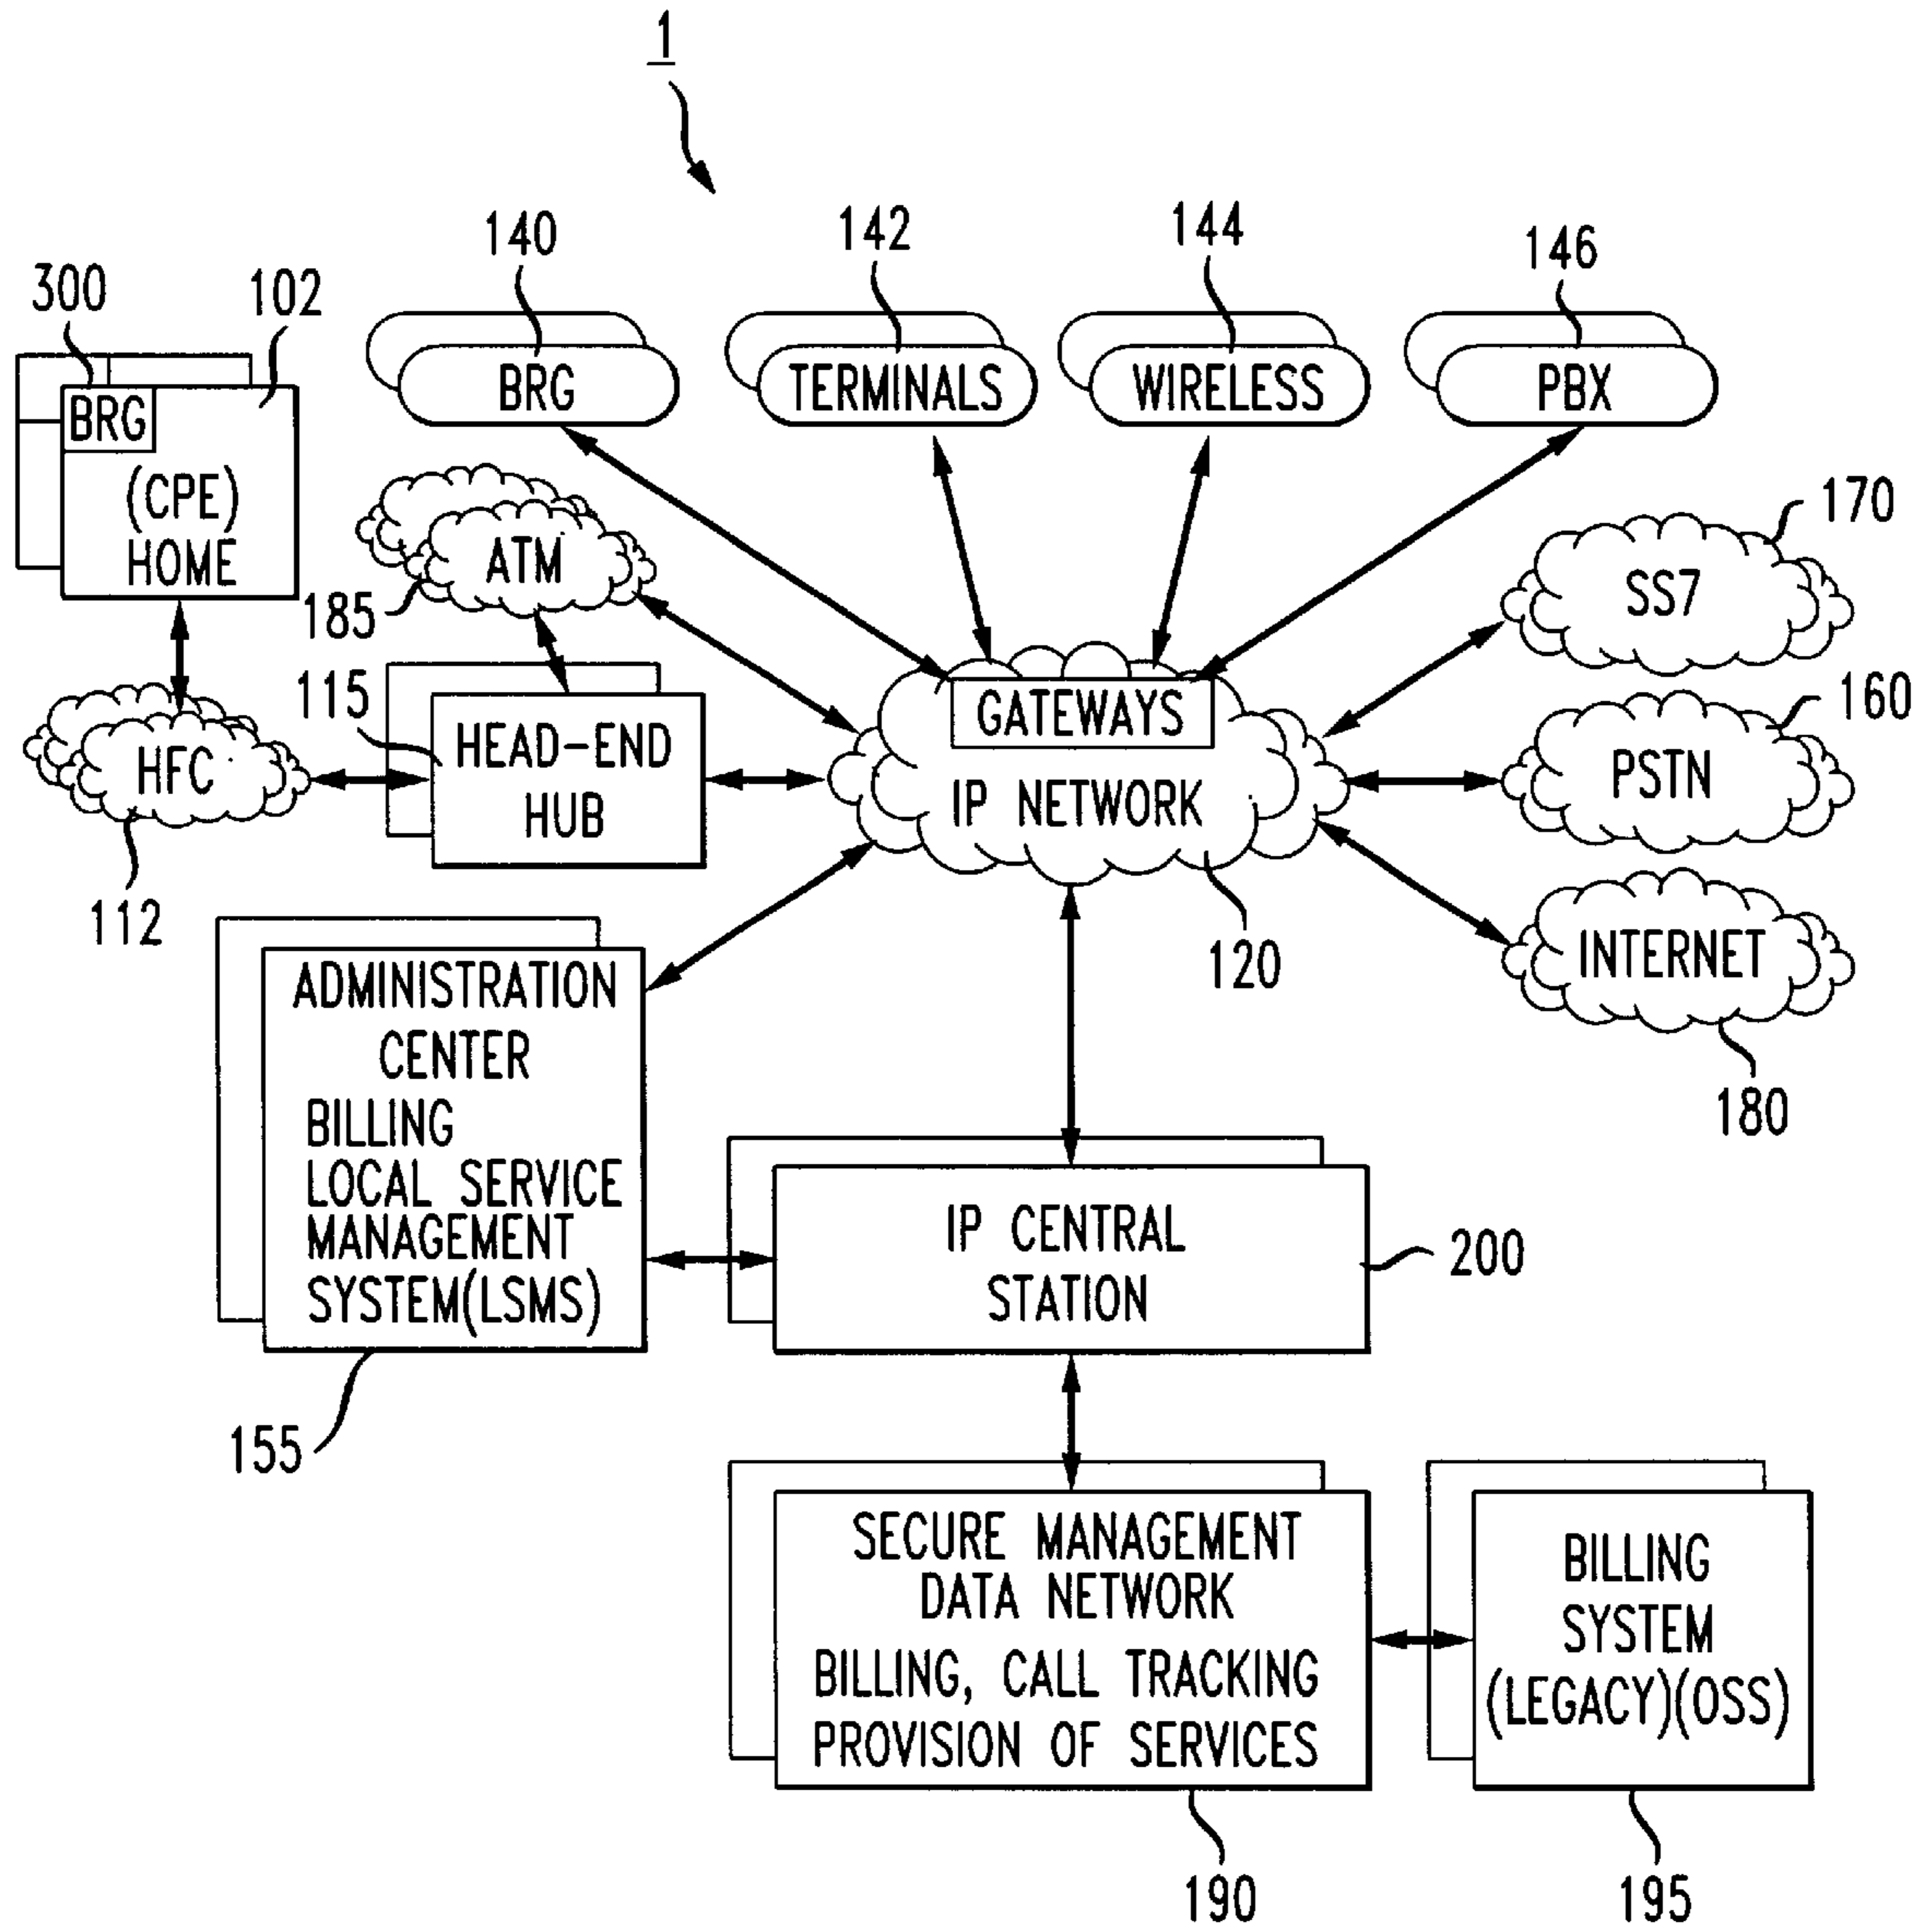 1
140
142
144
146
300
102
BRG
TERMINALS
WIRELESS
PBX
BRG
(CPE)
HOME
170
ATM
SS7
185
115
160
GATEWAYS
HEAD-END
HUB
HFC
IP NETWORK
PSTN
112
120
INTERNET
180
ADMINISTRATION
CENTER
BILLING
LOCAL SERVICE
MANAGEMENT
SYSTEM(LSMS)
IP CENTRAL
STATION
200
155
SECURE MANAGEMENT
DATA NETWORK
BILLING, CALL TRACKING
PROVISION OF SERVICES
BILLING
SYSTEM
(LEGACY)(OSS)
190
195